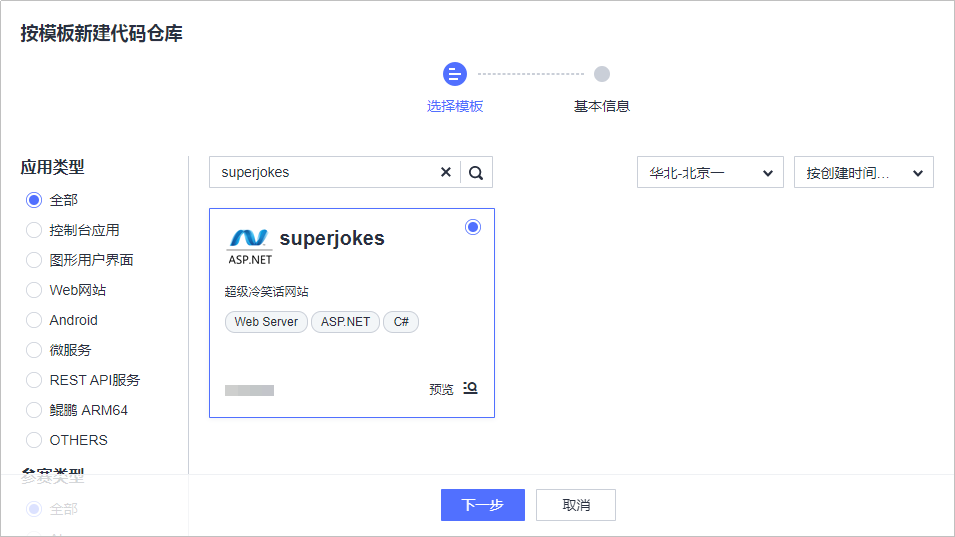 按模板新建代码仓库
选择模板
基本信息
应用类型
全部
控制台应用
图形用户界面
Web网站
Android
微服务
REST API服务
鲲鹏 ARM64
OTHERS
参赛类型
全部
superjokes
华北-北京一
按创建时间...
ASP.NET
superjokes
超级冷笑话网站
Web Server
ASP.NET
C#
预览
下一步
取消